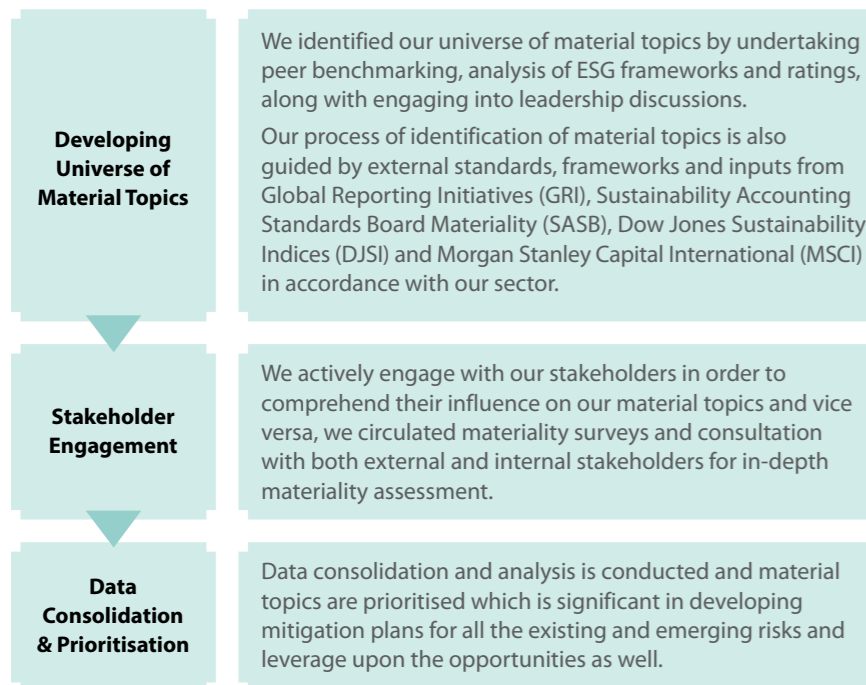 Developing
Universe of
Material Topics
We identified our universe of material topics by undertaking
peer benchmarking, analysis of ESG frameworks and ratings,
along with engaging into leadership discussions.
Our process of identification of material topics is also
guided by external standards, frameworks and inputs from
Global Reporting Initiatives (GRI), Sustainability Accounting
Standards Board Materiality (SASB), Dow Jones Sustainability
Indices (DJSI) and Morgan Stanley Capital International (MSCI)
in accordance with our sector.
Stakeholder
Engagement
We actively engage with our stakeholders in order to
comprehend their influence on our material topics and vice
versa, we circulated materiality surveys and consultation
with both external and internal stakeholders for in-depth
materiality assessment.
Data
Consolidation
& Prioritisation
Data consolidation and analysis is conducted and material
topics are prioritised which is significant in developing
mitigation plans for all the existing and emerging risks and
leverage upon the opportunities as well.